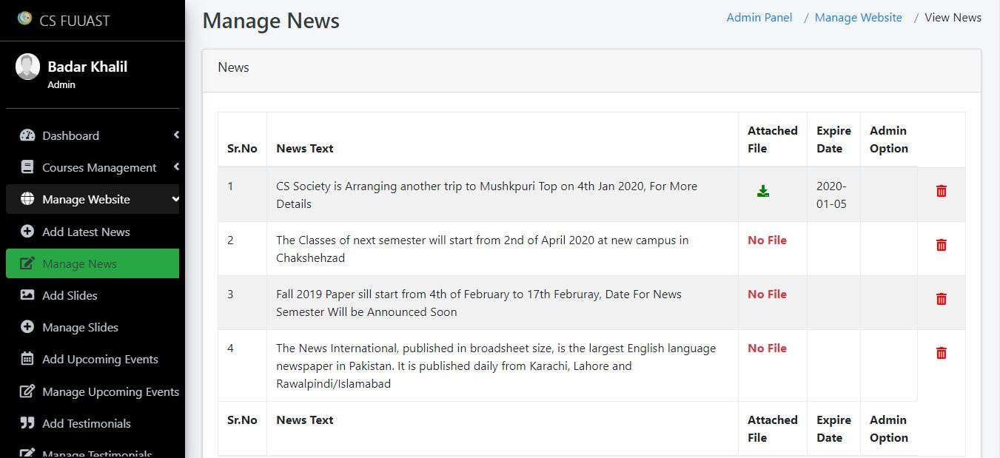 CS FUUAST
Badar Khalil
Admin
Dashboard
Courses Management
Manage Website
Add Latest News
Manage News
Add Slides
Manage Slides
Add Upcoming Events
Manage Upcoming Events
Add Testimonials
Manage Testimonials
Manage News
Admin Panel / Manage Website / View News
News
Sr.No News Text Attached File Expire Date Admin Option
1 CS Society is Arranging another trip to Mushkpuri Top on 4th Jan 2020, For More
Details
2020-
01-05
2 The Classes of next semester will start from 2nd of April 2020 at new campus in
Chakshehzad
No File
3 Fall 2019 Paper sill start from 4th of February to 17th Februray, Date For News
Semester Will be Announced Soon
No File
4 The News International, published in broadsheet size, is the largest English language
newspaper in Pakistan. It is published daily from Karachi, Lahore and
Rawalpindi/Islamabad
No File
Sr.No News Text Attached File Expire Date Admin Option